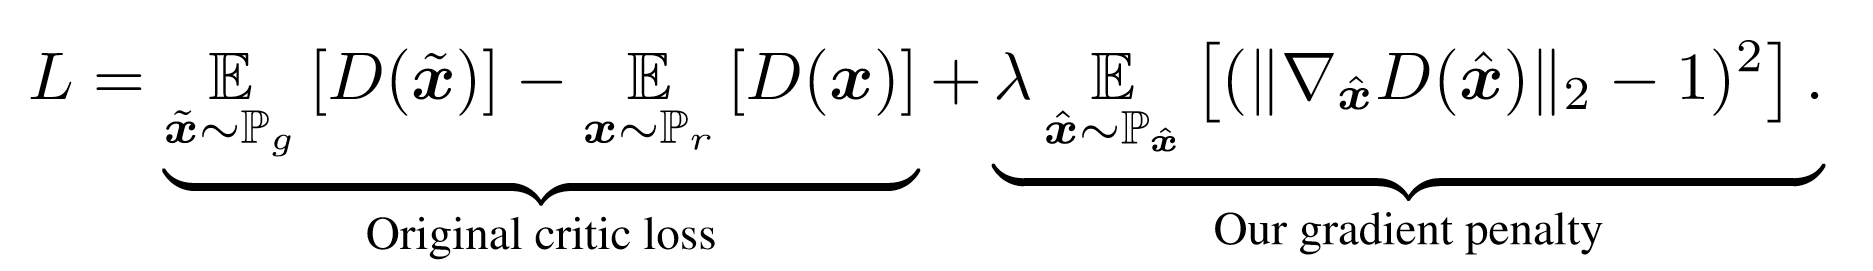 L = 𝔼_{x̃∼ℙ_g} [D(x̃)] − 𝔼_{x∼ℙ_r} [D(x)] + λ 𝔼_{x̂∼ℙ_x̂} [(‖∇_x̂ D(x̂)‖₂ − 1)²] .
Original critic loss Our gradient penalty